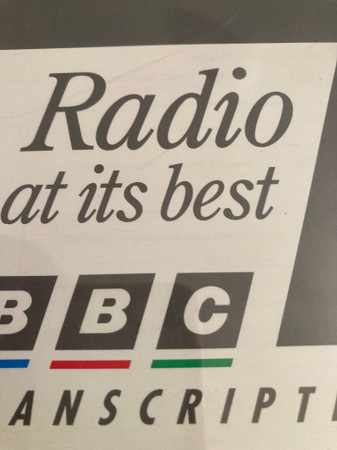 Radio
at its best
BBC
ANSCRIPT